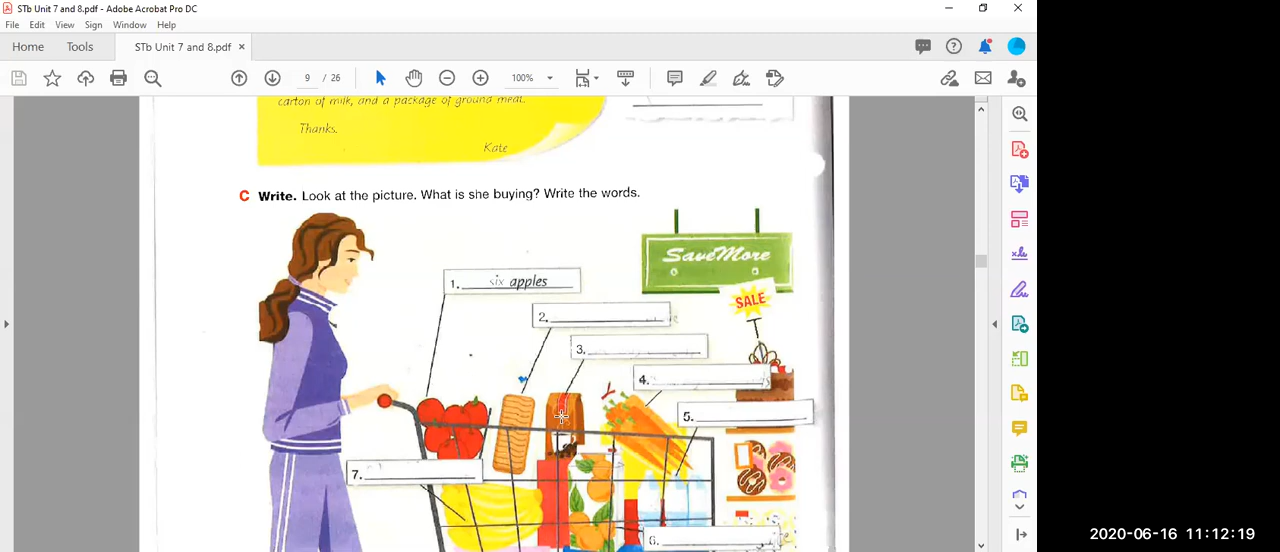 STb Unit 7 and 8.pdf - Adobe Acrobat Pro DC
File Edit View Sign Window Help
Home Tools STb Unit 7 and 8.pdf ×
9 / 26 100%
carton of milk, and a package of ground meat.
Thanks.
Kate
C Write. Look at the picture. What is she buying? Write the words.
SaveMore
SALE
1. six apples
2.
3.
4.
5.
7.
6.
2020-06-16 11:12:19